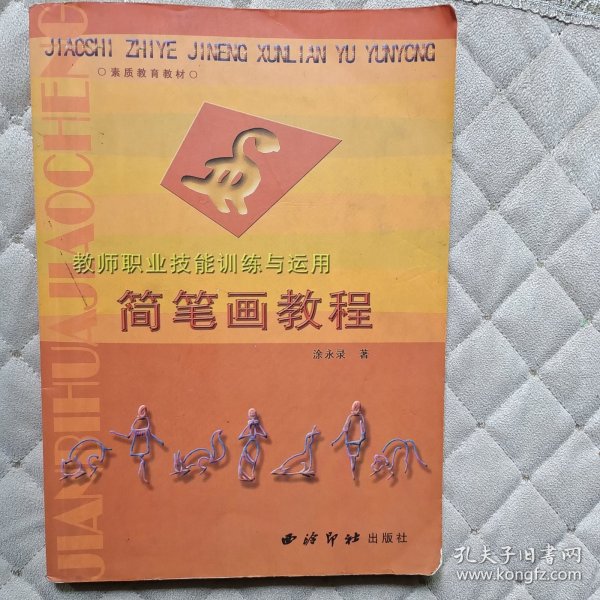 JIAOSHI ZHIYE JINENG XUNLIAN YU YUNYONG
○素质教育教材○
JIANBIHUAJIAOCHENG
教师职业技能训练与运用
简笔画教程
涂永录 著
西泠印社出版社
孔夫子旧书网
www.kongfz.com